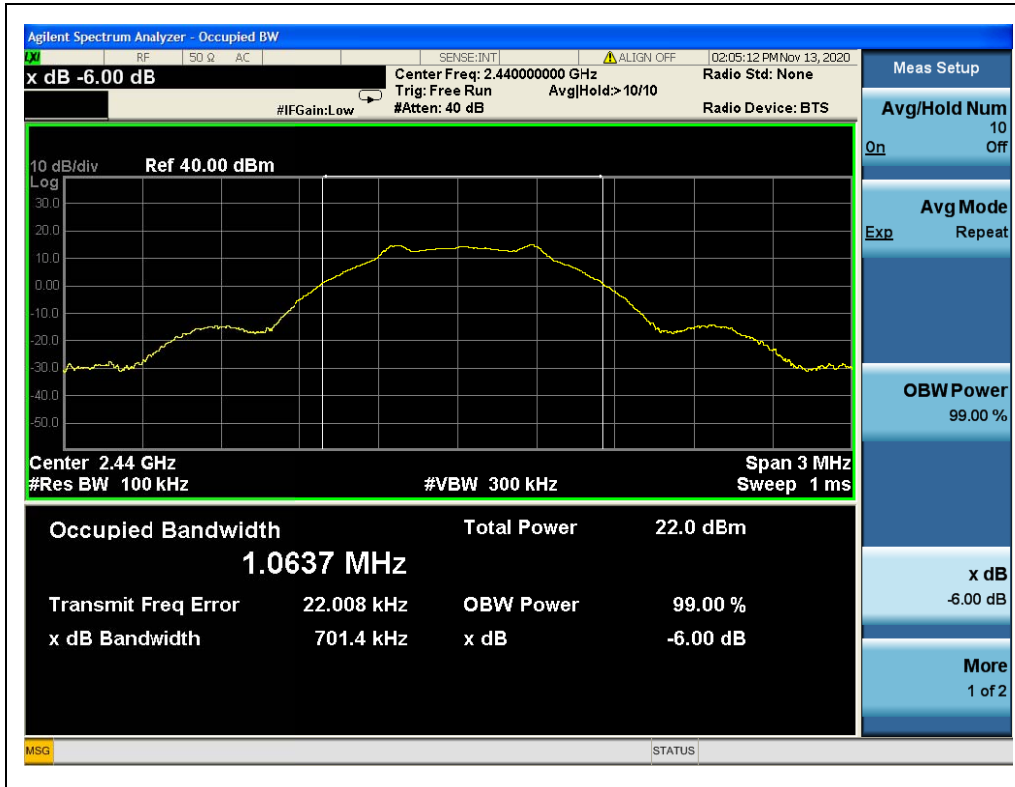 Agilent Spectrum Analyzer - Occupied BW
LXI RF 50 Ω AC SENSE:INT ALIGN OFF 02:05:12 PM Nov 13, 2020
x dB -6.00 dB
Center Freq: 2.440000000 GHz Radio Std: None
Trig: Free Run Avg|Hold:>10/10
#IFGain:Low #Atten: 40 dB Radio Device: BTS
10 dB/div Ref 40.00 dBm
Log
30.0
20.0
10.0
0.00
-10.0
-20.0
-30.0
-40.0
-50.0
Center 2.44 GHz Span 3 MHz
#Res BW 100 kHz #VBW 300 kHz Sweep 1 ms
Occupied Bandwidth Total Power 22.0 dBm
1.0637 MHz
Transmit Freq Error 22.008 kHz OBW Power 99.00 %
x dB Bandwidth 701.4 kHz x dB -6.00 dB
Meas Setup
Avg/Hold Num
10
On Off
Avg Mode
Exp Repeat
OBW Power
99.00 %
x dB
-6.00 dB
More
1 of 2
MSG STATUS